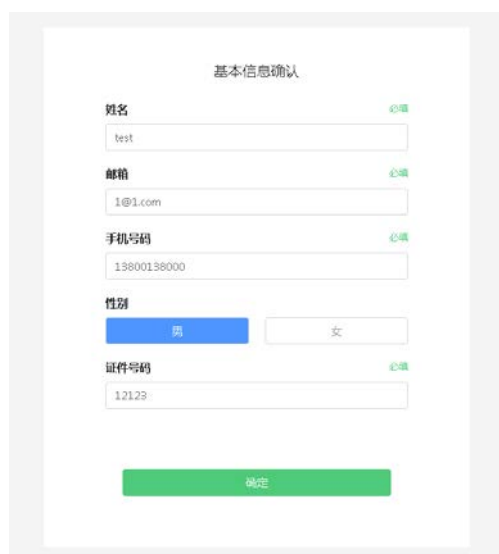 基本信息确认
姓名 必填
test
邮箱 必填
1@1.com
手机号码 必填
13800138000
性别
男 女
证件号码 必填
12123
确定